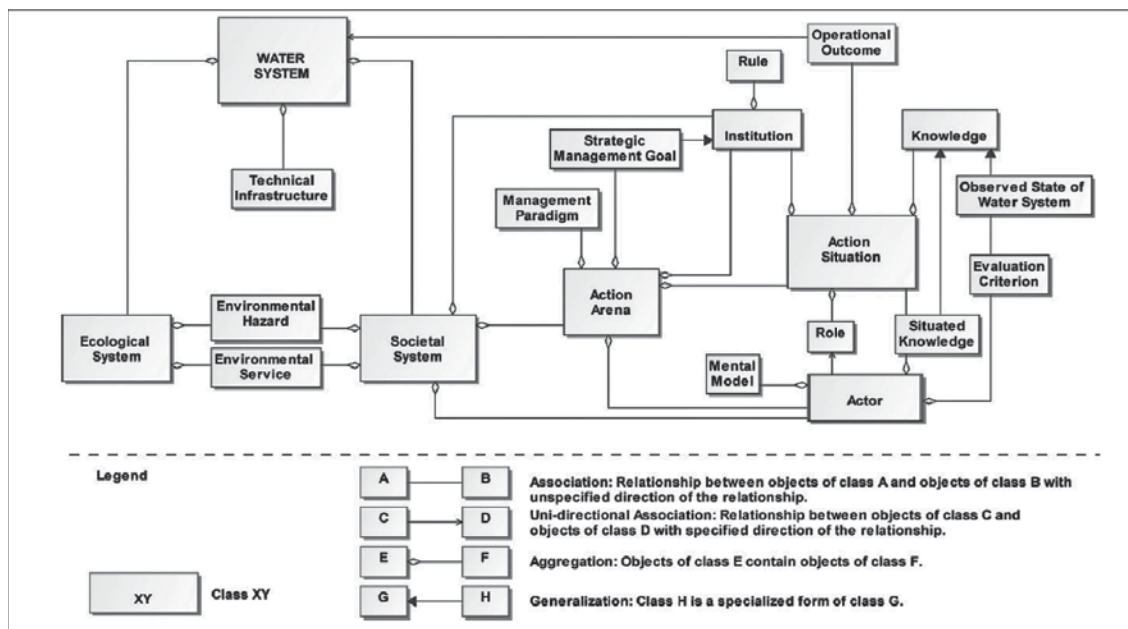 WATER
SYSTEM
Operational
Outcome
Rule
Institution
Knowledge
Strategic
Management Goal
Technical
Infrastructure
Management
Paradigm
Observed State of
Water System
Action
Situation
Evaluation
Criterion
Action
Arena
Environmental
Hazard
Ecological
System
Societal
System
Role
Situated
Knowledge
Environmental
Service
Mental
Model
Actor
Legend
A
B
Association: Relationship between objects of class A and objects of class B with
unspecified direction of the relationship.
C
D
Uni-directional Association: Relationship between objects of class C and
objects of class D with specified direction of the relationship.
E
F
Aggregation: Objects of class E contain objects of class F.
XY
Class XY
G
H
Generalization: Class H is a specialized form of class G.